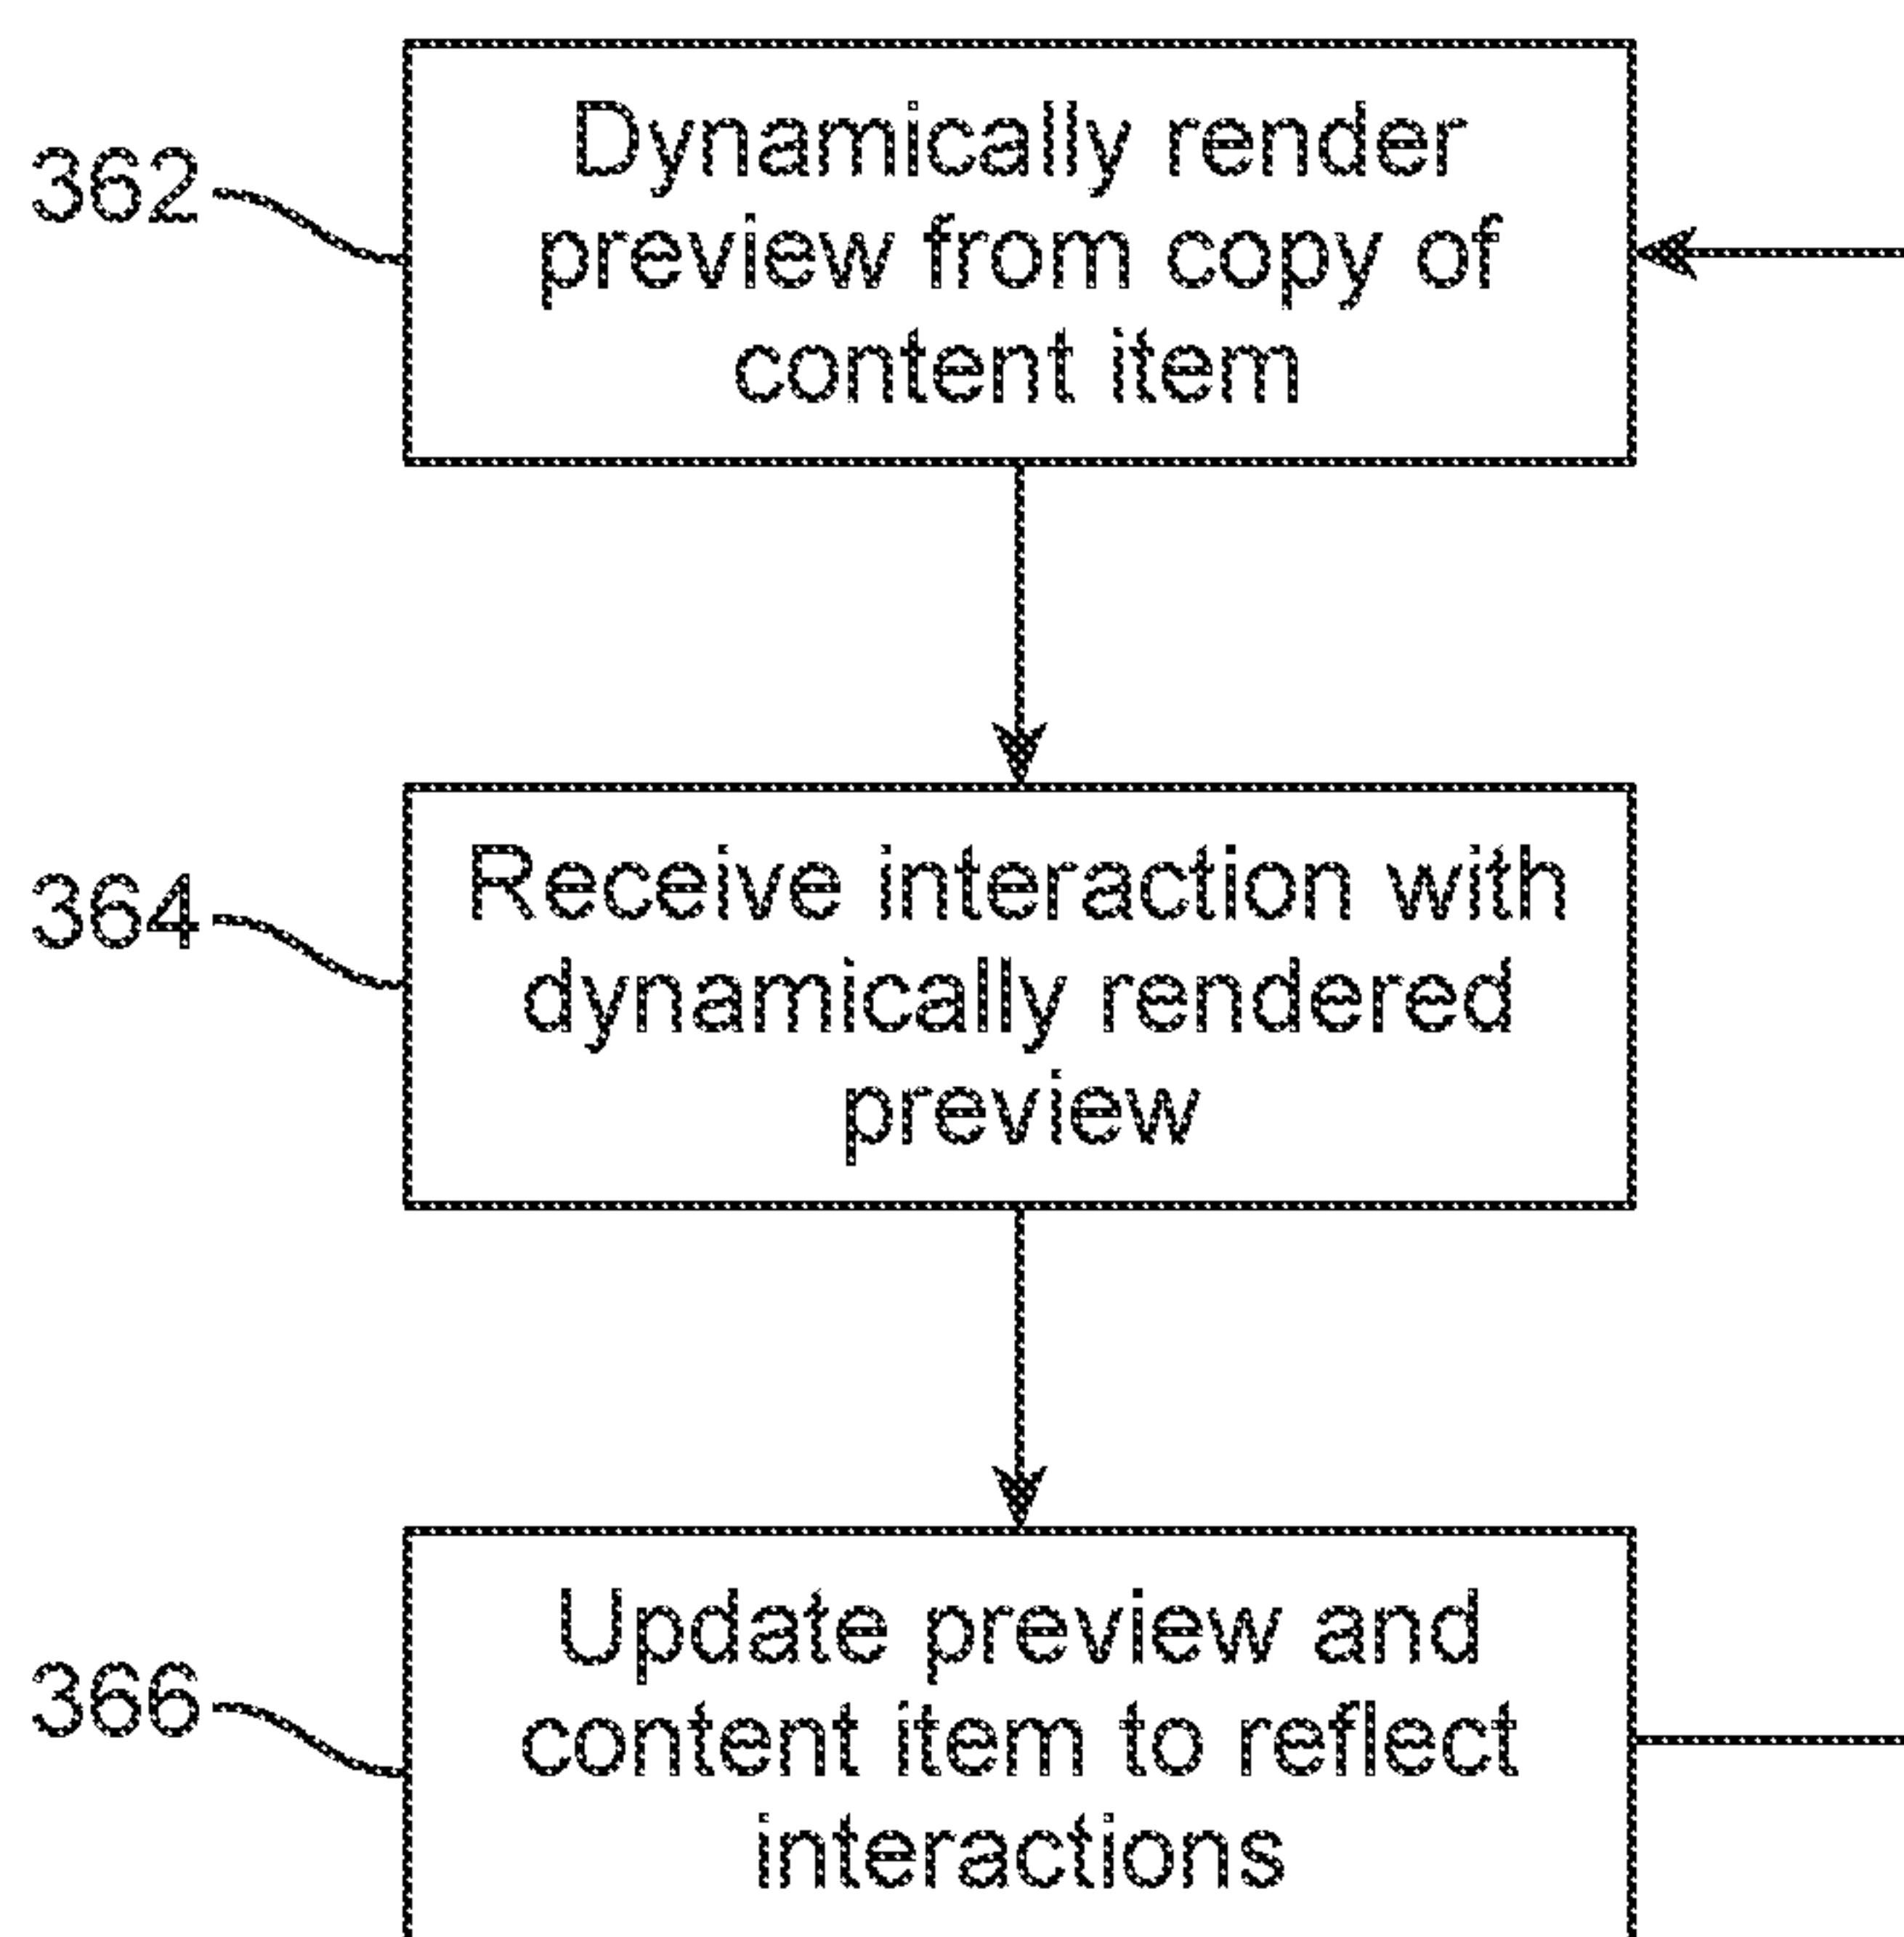 362
Dynamically render
preview from copy of
content item
364
Receive interaction with
dynamically rendered
preview
366
Update preview and
content item to reflect
interactions